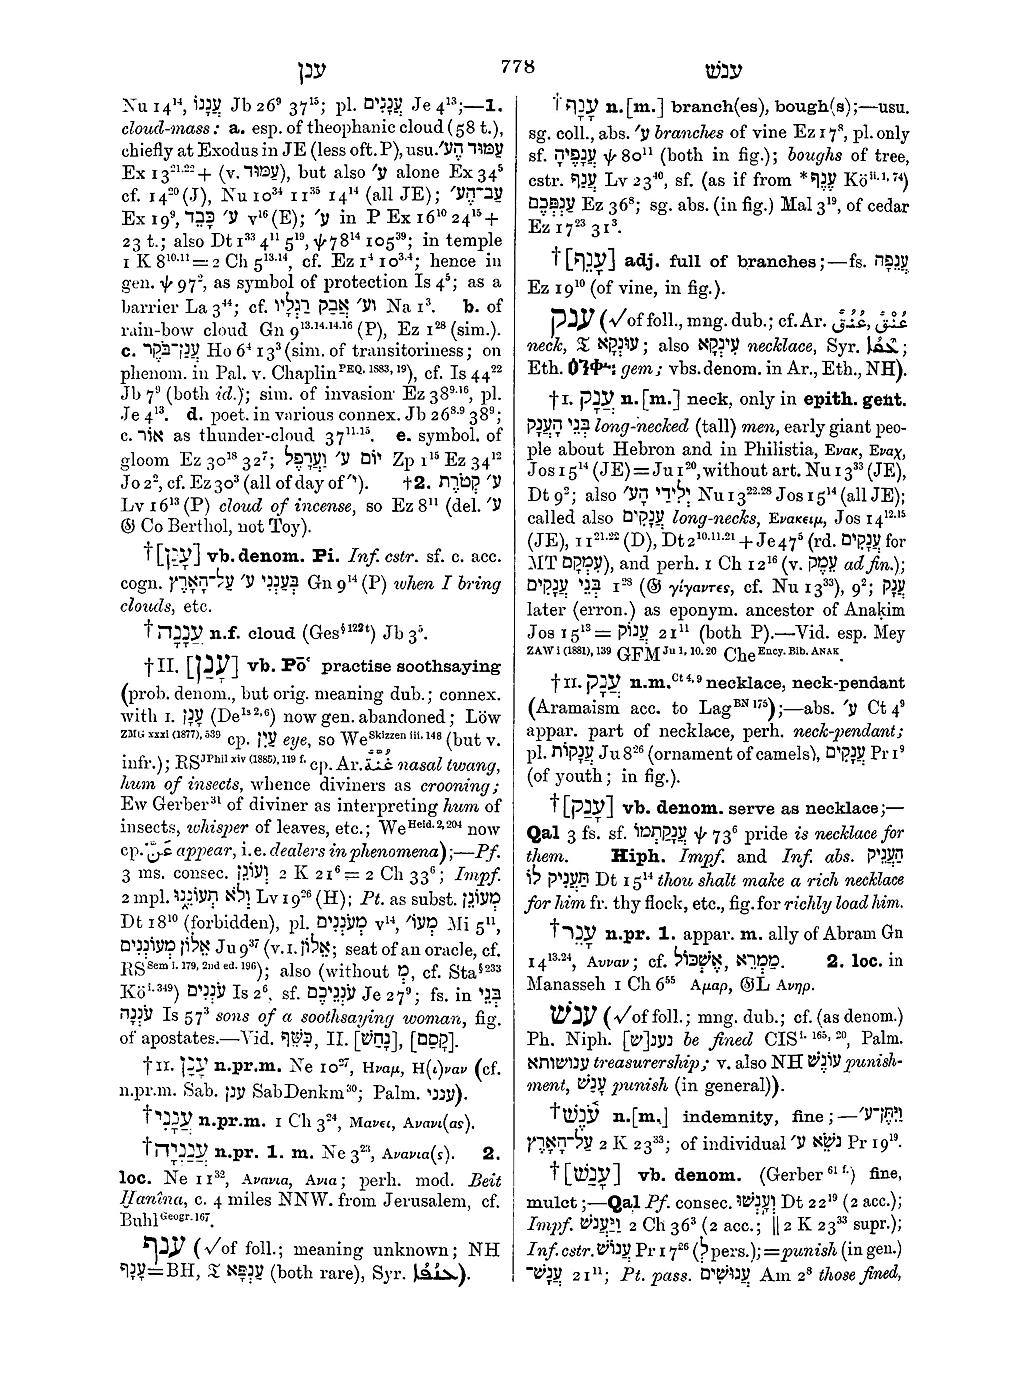 ענן
778
ענשׁ
Nu 14¹⁴, עֲנָנוֹ Jb 26⁹ 37¹⁵; pl. עֲנָנִים Je 4¹³;—1.
cloud-mass: a. esp. of theophanic cloud (58 t.),
chiefly at Exodus in JE (less oft. P), usu. עַמּוּד הֶע׳
Ex 13²¹·²² + (v. עַמּוּד), but also ע׳ alone Ex 34⁵
cf. 14²⁰ (J), Nu 10³⁴ 11³⁵ 14¹⁴ (all JE); עַב־הֶע׳
Ex 19⁹, ע׳ כָּבֵד v¹⁶ (E); ע׳ in P Ex 16¹⁰ 24¹⁵ +
23 t.; also Dt 1³³ 4¹¹ 5¹⁹, ψ 78¹⁴ 105³⁹; in temple
1 K 8¹⁰·¹¹ = 2 Ch 5¹³·¹⁴, cf. Ez 1⁴ 10³·⁴; hence in
gen. ψ 97², as symbol of protection Is 4⁵; as a
barrier La 3⁴⁴; cf. וע׳ אֲבַק רַגְלָיו Na 1³. b. of
rain-bow cloud Gn 9¹³·¹⁴·¹⁴·¹⁶ (P), Ez 1²⁸ (sim.).
c. עֲנַן־בֹּקֶר Ho 6⁴ 13³ (sim. of transitoriness; on
phenom. in Pal. v. Chaplin PEQ. 1883, 19), cf. Is 44²²
Jb 7⁹ (both id.); sim. of invasion Ez 38⁹·¹⁶, pl.
Je 4¹³. d. poet. in various connex. Jb 26⁸·⁹ 38⁹;
c. אוֹר as thunder-cloud 37¹¹·¹⁵. e. symbol. of
gloom Ez 30¹⁸ 32⁷; יוֹם ע׳ וַעֲרָפֶל Zp 1¹⁵ Ez 34¹²
Jo 2², cf. Ez 30³ (all of day of י׳). †2. ע׳ קְטֹרֶת
Lv 16¹³ (P) cloud of incense, so Ez 8¹¹ (del. ע׳
𝔊 Co Berthol, not Toy).
†[עָנַן] vb. denom. Pi. Inf. cstr. sf. c. acc.
cogn. בְּעַנְנִי ע׳ עַל־הָאָרֶץ Gn 9¹⁴ (P) when I bring
clouds, etc.
†עֲנָנָה n.f. cloud (Ges § 122 t) Jb 3⁵.
†II. [עָנַן] vb. Pōʿ practise soothsaying
(prob. denom., but orig. meaning dub.; connex.
with I. עָנָן (De Is 2, 6) now gen. abandoned; Löw
ZMG xxxi (1877), 539 cp. עַיִן eye, so We Skizzen iii. 148 (but v.
infr.); RS JPhil xiv (1885), 119 f. cp. Ar. غُنَّة nasal twang,
hum of insects, whence diviners as crooning;
Ew Gerber³¹ of diviner as interpreting hum of
insects, whisper of leaves, etc.; We Heid. 2, 204 now
cp. عَنَّ appear, i.e. dealers in phenomena);—Pf.
3 ms. consec. וְעוֹנֵן 2 K 21⁶ = 2 Ch 33⁶; Impf.
2 mpl. וְלֹא תְעוֹנֵנוּ Lv 19²⁶ (H); Pt. as subst. מְעוֹנֵן
Dt 18¹⁰ (forbidden), pl. מְעֹנְנִים v¹⁴, מְעוֹ׳ Mi 5¹¹,
אֵלוֹן מְעוֹנְנִים Ju 9³⁷ (v. I. אֵלוֹן; seat of an oracle, cf.
RS Sem i. 179, 2nd ed. 196); also (without מְ, cf. Sta § 233
Kö i. 349) עֹנְנִים Is 2⁶, sf. עֹנְנֵיכֶם Je 27⁹; fs. in בְּנֵי
עֹנְנָה Is 57³ sons of a soothsaying woman, fig.
of apostates.—Vid. כִּשֵּׁף, II. [נָחַשׁ], [קָסַם].
†II. עָנָן n.pr.m. Ne 10²⁷, Ηναμ, Η(ι)ναν (cf.
n.pr.m. Sab. ענן SabDenkm³⁰; Palm. ענני).
†עֲנָנִי n.pr.m. 1 Ch 3²⁴, Μανει, Ανανι(ας).
†עֲנַנְיָה n.pr. 1. m. Ne 3²³, Ανανια(ς). 2.
loc. Ne 11³², Ανανια, Ανια; perh. mod. Beit
Ḥanîna, c. 4 miles NNW. from Jerusalem, cf.
Buhl Geogr. 167.
ענף (√ of foll.; meaning unknown; NH
עָנָף = BH, 𝔗 עַנְפָּא (both rare), Syr. ).
†עָנָף n.[m.] branch(es), bough(s);—usu.
sg. coll., abs. ע׳ branches of vine Ez 17⁸, pl. only
sf. עֲנָפֶיהָ ψ 80¹¹ (both in fig.); boughs of tree,
cstr. עֲנַף Lv 23⁴⁰, sf. (as if from *עֲנָף Kö ii. 1, 74)
עַנְפְּכֶם Ez 36⁸; sg. abs. (in fig.) Mal 3¹⁹, of cedar
Ez 17²³ 31³.
†[עָנֵף] adj. full of branches;—fs. עֲנֵפָה
Ez 19¹⁰ (of vine, in fig.).
ענק (√ of foll., mng. dub.; cf. Ar. عُنُق, عُنْق
neck, 𝔗 עוּנְקָא; also עִינְקָא necklace, Syr. ;
Eth. gem; vbs. denom. in Ar., Eth., NH).
†I. עֲנָק n.[m.] neck, only in epith. gent.
בְּנֵי הָעֲנָק long-necked (tall) men, early giant peo-
ple about Hebron and in Philistia, Ενακ, Εναχ,
Jos 15¹⁴ (JE) = Ju 1²⁰, without art. Nu 13³³ (JE),
Dt 9²; also יְלִידֵי הָע׳ Nu 13²²·²⁸ Jos 15¹⁴ (all JE);
called also עֲנָקִים long-necks, Ενακειμ, Jos 14¹²·¹⁵
(JE), 11²¹·²² (D), Dt 2¹⁰·¹¹·²¹ + Je 47⁵ (rd. עֲנָקִים for
MT עִמְקָם), and perh. 1 Ch 12¹⁶ (v. עֵמֶק ad fin.);
בְּנֵי עֲנָקִים 1²⁸ (𝔊 γίγαντες, cf. Nu 13³³), 9²; עֲנָק
later (erron.) as eponym. ancestor of Anaḳim
Jos 15¹³ = עֲנוֹק 21¹¹ (both P).—Vid. esp. Mey
ZAW i (1881), 139 GFM Ju 1, 10. 20 Che Ency. Bib. ANAK.
†II. עֲנָק n.m. Ct 4, 9 necklace, neck-pendant
(Aramaism acc. to Lag BN 175);—abs. ע׳ Ct 4⁹
appar. part of necklace, perh. neck-pendant;
pl. עֲנָקוֹת Ju 8²⁶ (ornament of camels), עֲנָקִים Pr 1⁹
(of youth; in fig.).
†[עָנַק] vb. denom. serve as necklace;—
Qal 3 fs. sf. עֲנָקַתְמוֹ ψ 73⁶ pride is necklace for
them. Hiph. Impf. and Inf. abs. הַעֲנֵיק
תַּעֲנִיק לוֹ Dt 15¹⁴ thou shalt make a rich necklace
for him fr. thy flock, etc., fig. for richly load him.
†עָנֵר n.pr. 1. appar. m. ally of Abram Gn
14¹³·²⁴, Αυναν; cf. מַמְרֵא, אֶשְׁכּוֹל. 2. loc. in
Manasseh 1 Ch 6⁵⁵ Αμαρ, 𝔊L Ανηρ.
ענשׁ (√ of foll.; mng. dub.; cf. (as denom.)
Ph. Niph. נענ[ש] be fined CIS i. 165, 20, Palm.
ענושותא treasurership; v. also NH עוֹנֶשׁ punish-
ment, עָנַשׁ punish (in general)).
†עֹנֶשׁ n.[m.] indemnity, fine;—וַיִּתֶּן־ע׳
עַל־הָאָרֶץ 2 K 23³³; of individual נֹשֵׂא ע׳ Pr 19¹⁹.
†[עָנַשׁ] vb. denom. (Gerber 61 f.) fine,
mulct;—Qal Pf. consec. וְעָנְשׁוּ Dt 22¹⁹ (2 acc.);
Impf. וַיַּעֲנֹשׁ 2 Ch 36³ (2 acc.; ‖ 2 K 23³³ supr.);
Inf. cstr. עֲנוֹשׁ Pr 17²⁶ (לְ pers.); = punish (in gen.)
עֲנָשׁ־ 21¹¹; Pt. pass. עֲנוּשִׁים Am 2⁸ those fined,